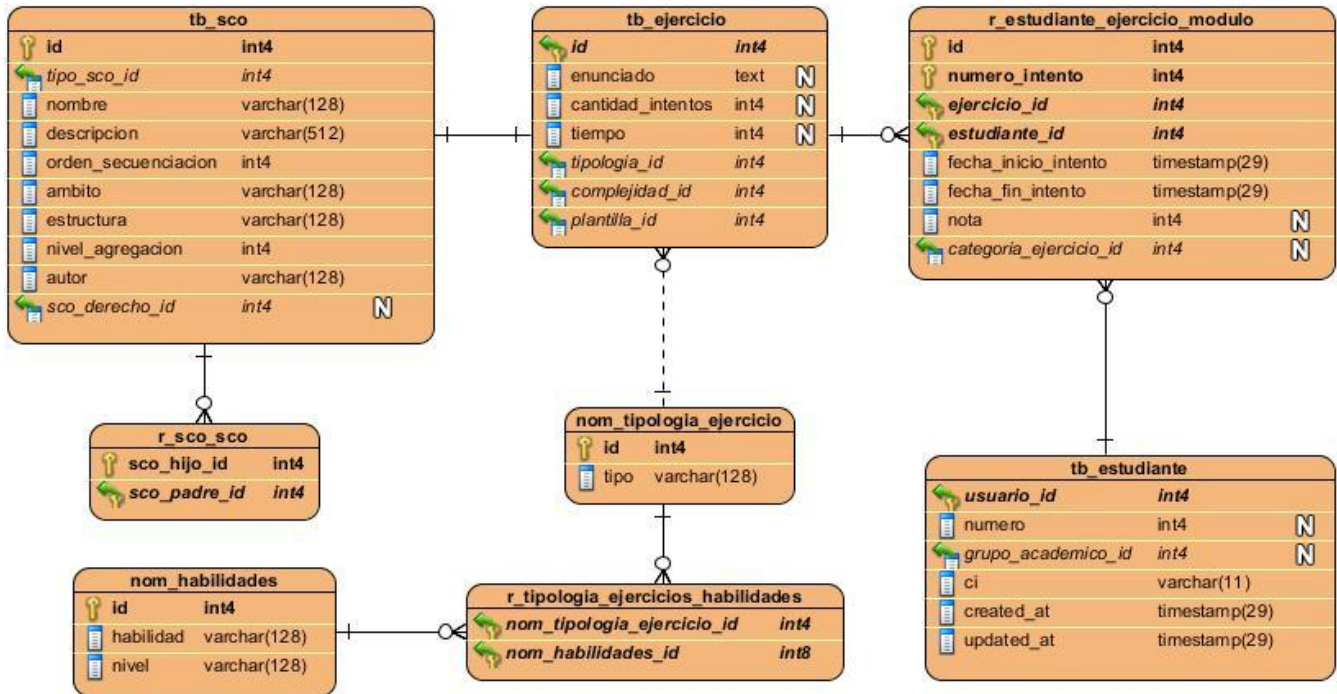 tb_sco
id int4
tipo_sco_id int4
nombre varchar(128)
descripcion varchar(512)
orden_secuenciacion int4
ambito varchar(128)
estructura varchar(128)
nivel_agregacion int4
autor varchar(128)
sco_derecho_id int4 N
tb_ejercicio
id int4
enunciado text N
cantidad_intentos int4 N
tiempo int4 N
tipologia_id int4
complejidad_id int4
plantilla_id int4
r_estudiante_ejercicio_modulo
id int4
numero_intento int4
ejercicio_id int4
estudiante_id int4
fecha_inicio_intento timestamp(29)
fecha_fin_intento timestamp(29)
nota int4 N
categoria_ejercicio_id int4 N
r_sco_sco
sco_hijo_id int4
sco_padre_id int4
nom_tipologia_ejercicio
id int4
tipo varchar(128)
tb_estudiante
usuario_id int4
numero int4 N
grupo_academico_id int4 N
ci varchar(11)
created_at timestamp(29)
updated_at timestamp(29)
nom_habilidades
id int4
habilidad varchar(128)
nivel varchar(128)
r_tipologia_ejercicios_habilidades
nom_tipologia_ejercicio_id int4
nom_habilidades_id int8